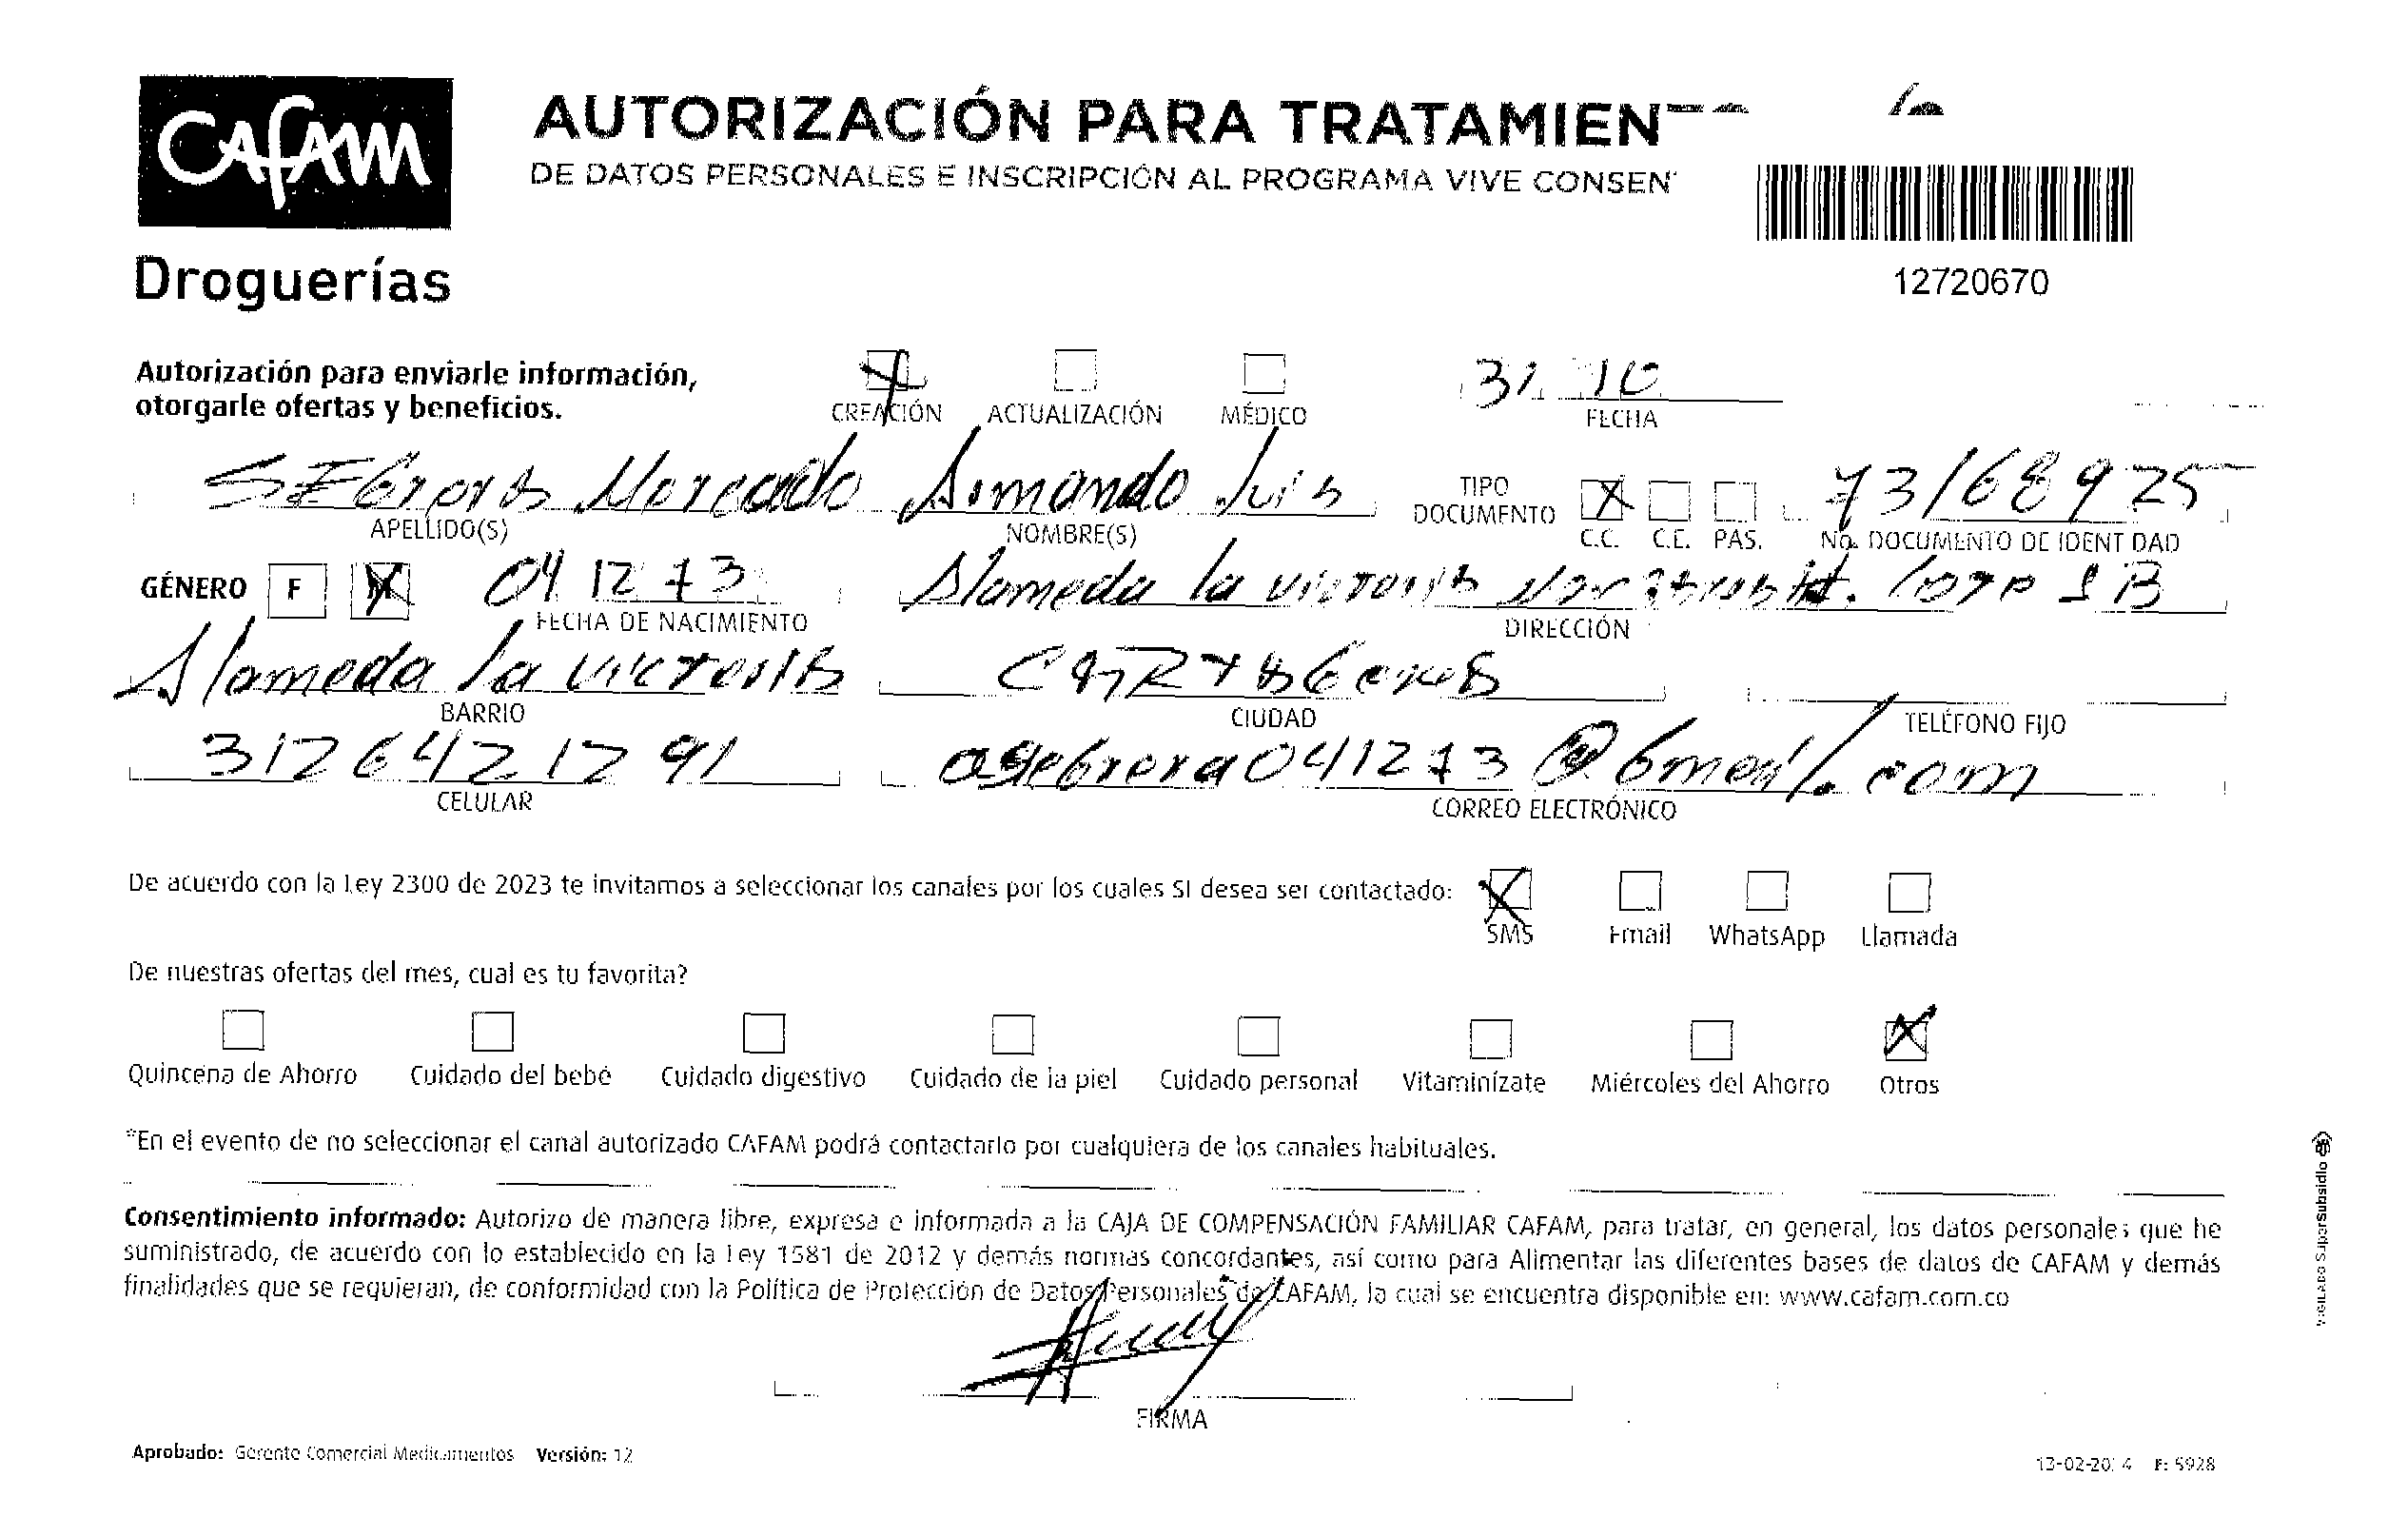 CAFAM
AUTORIZACIÓN PARA TRATAMIEN
DE DATOS PERSONALES E INSCRIPCIÓN AL PROGRAMA VIVE CONSEN
Droguerías
12720670
Autorización para enviarle información,
otorgarle ofertas y beneficios.
CREACIÓN ACTUALIZACIÓN MÉDICO
31 10
FECHA
Mercado Armando Luis
APELLIDO(S) NOMBRE(S)
TIPO DOCUMENTO
C.C. C.E. PAS.
73168925
No. DOCUMENTO DE IDENTIDAD
GÉNERO F M
04 12 73
FECHA DE NACIMIENTO
Alameda la victoria
DIRECCIÓN
Alameda la victoria
BARRIO
CARTAGENA
CIUDAD
TELÉFONO FIJO
3126421291
CELULAR
asebrera041273@Gmail.com
CORREO ELECTRÓNICO
De acuerdo con la Ley 2300 de 2023 te invitamos a seleccionar los canales por los cuales SI desea ser contactado:
SMS Email WhatsApp Llamada
De nuestras ofertas del mes, cual es tu favorita?
Quincena de Ahorro Cuidado del bebé Cuidado digestivo Cuidado de la piel Cuidado personal Vitaminízate Miércoles del Ahorro Otros
*En el evento de no seleccionar el canal autorizado CAFAM podrá contactarlo por cualquiera de los canales habituales.
Consentimiento informado: Autorizo de manera libre, expresa e informada a la CAJA DE COMPENSACIÓN FAMILIAR CAFAM, para tratar, en general, los datos personales que he
suministrado, de acuerdo con lo establecido en la Ley 1581 de 2012 y demás normas concordantes, así como para Alimentar las diferentes bases de datos de CAFAM y demás
finalidades que se requieran, de conformidad con la Política de Protección de Datos Personales de CAFAM, la cual se encuentra disponible en: www.cafam.com.co
FIRMA
Aprobado: Gerente Comercial Medicamentos Versión: 12
F: 5928
VIGILADO SuperSubsidio